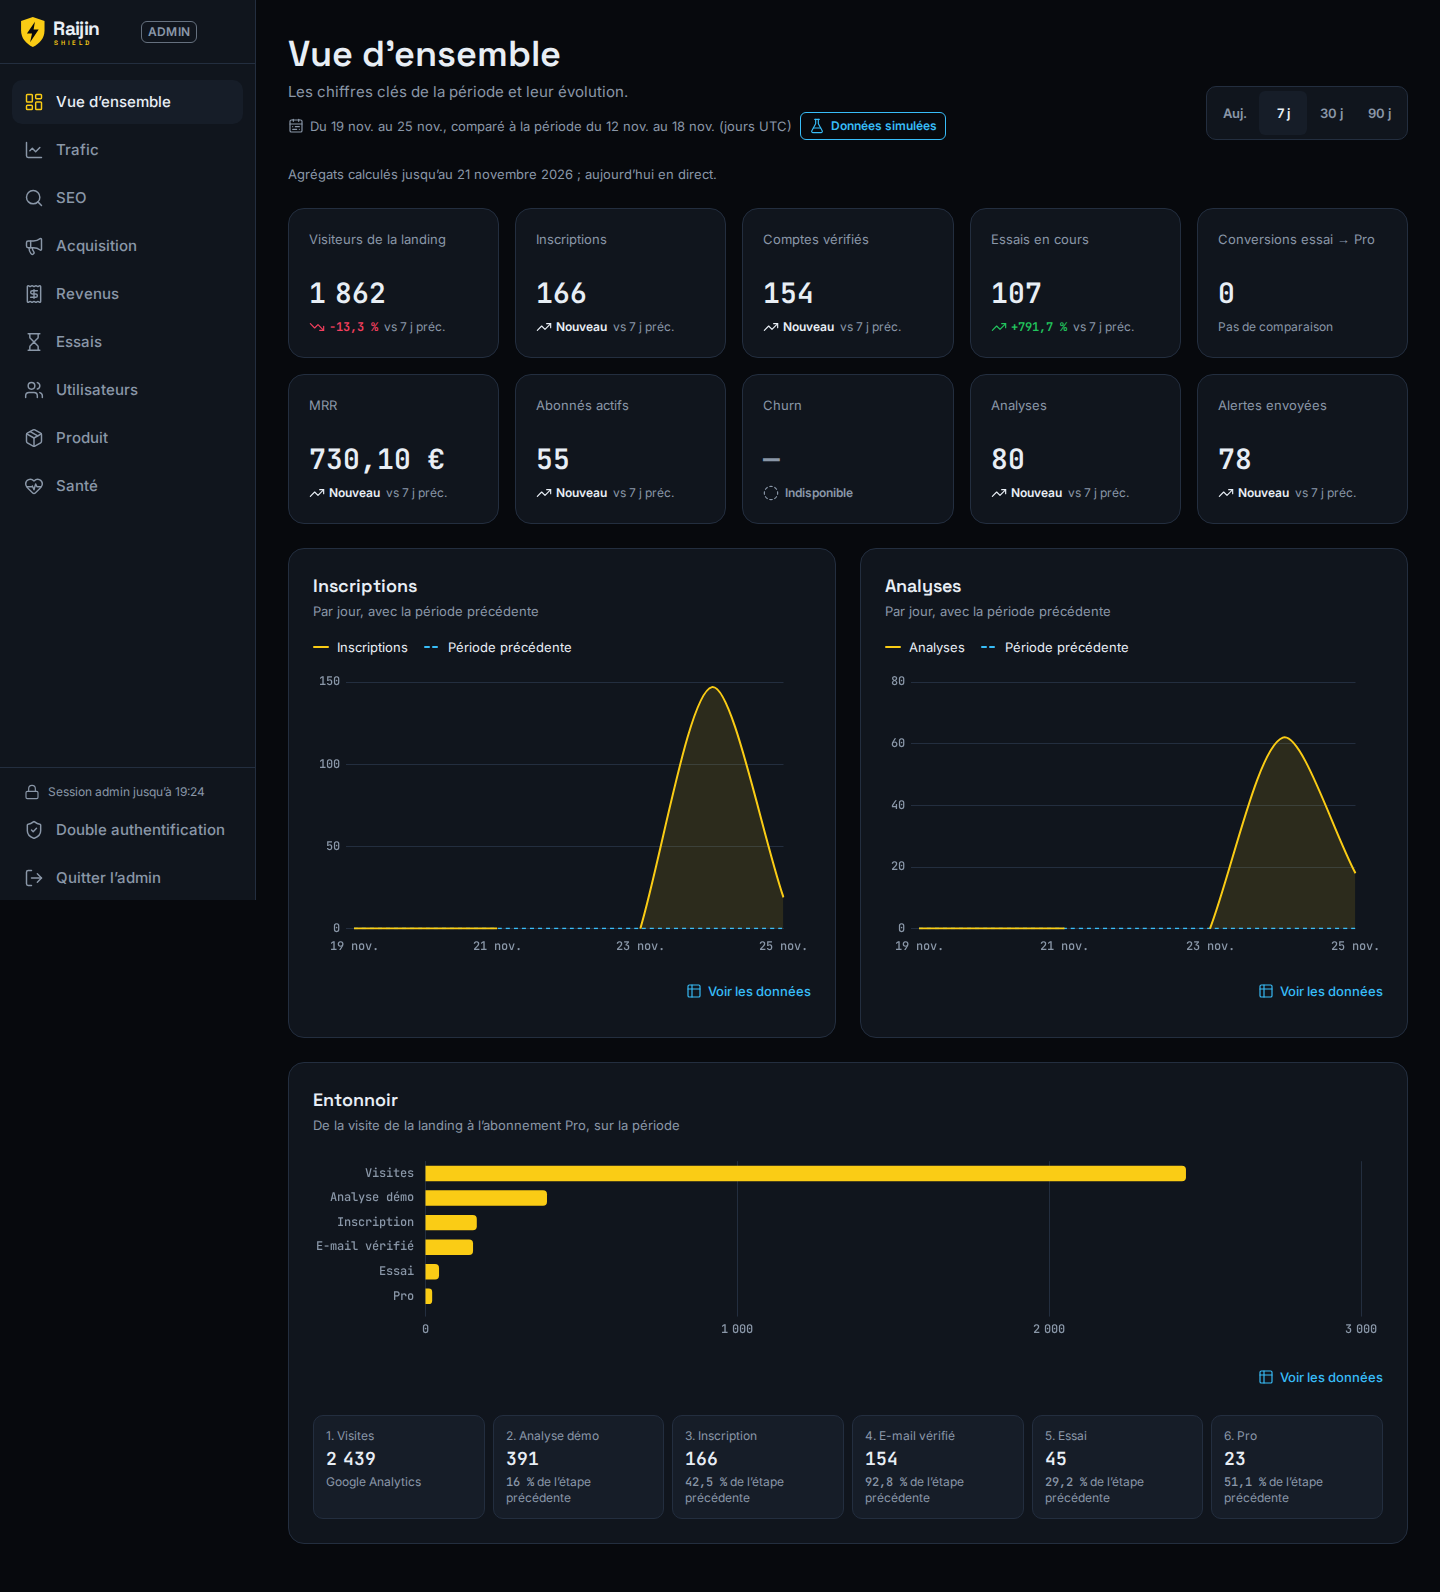 Raijin
SHIELD
ADMIN
Vue d'ensemble
Trafic
SEO
Acquisition
Revenus
Essais
Utilisateurs
Produit
Santé
Session admin jusqu'à 19:24
Double authentification
Quitter l'admin
Vue d'ensemble
Les chiffres clés de la période et leur évolution.
Du 19 nov. au 25 nov., comparé à la période du 12 nov. au 18 nov. (jours UTC)
Données simulées
Auj. 7 j 30 j 90 j
Agrégats calculés jusqu'au 21 novembre 2026 ; aujourd'hui en direct.
Visiteurs de la landing
1 862
-13,3 % vs 7 j préc.
Inscriptions
166
Nouveau vs 7 j préc.
Comptes vérifiés
154
Nouveau vs 7 j préc.
Essais en cours
107
+791,7 % vs 7 j préc.
Conversions essai → Pro
0
Pas de comparaison
MRR
730,10 €
Nouveau vs 7 j préc.
Abonnés actifs
55
Nouveau vs 7 j préc.
Churn
—
Indisponible
Analyses
80
Nouveau vs 7 j préc.
Alertes envoyées
78
Nouveau vs 7 j préc.
Inscriptions
Par jour, avec la période précédente
Inscriptions Période précédente
150
100
50
0
19 nov. 21 nov. 23 nov. 25 nov.
Voir les données
Analyses
Par jour, avec la période précédente
Analyses Période précédente
80
60
40
20
0
19 nov. 21 nov. 23 nov. 25 nov.
Voir les données
Entonnoir
De la visite de la landing à l'abonnement Pro, sur la période
Visites
Analyse démo
Inscription
E-mail vérifié
Essai
Pro
0 1 000 2 000 3 000
Voir les données
1. Visites
2 439
Google Analytics
2. Analyse démo
391
16 % de l'étape
précédente
3. Inscription
166
42,5 % de l'étape
précédente
4. E-mail vérifié
154
92,8 % de l'étape
précédente
5. Essai
45
29,2 % de l'étape
précédente
6. Pro
23
51,1 % de l'étape
précédente